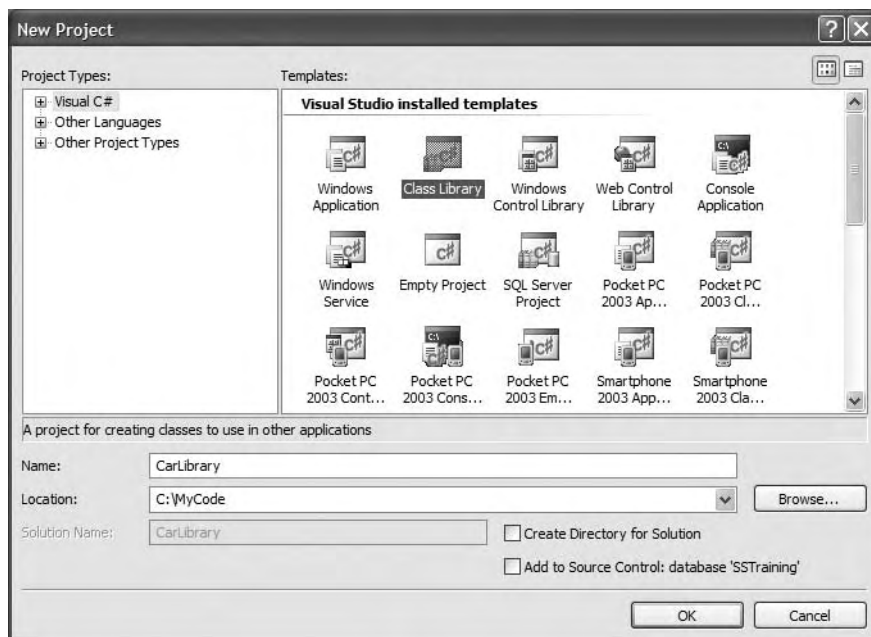 New Project
Project Types:
Templates:
Visual C#
Other Languages
Other Project Types
Visual Studio installed templates
Windows Application
Class Library
Windows Control Library
Web Control Library
Console Application
Windows Service
Empty Project
SQL Server Project
Pocket PC 2003 Ap...
Pocket PC 2003 Cl...
Pocket PC 2003 Cont...
Pocket PC 2003 Cons...
Pocket PC 2003 Em...
Smartphone 2003 App...
Smartphone 2003 Cla...
A project for creating classes to use in other applications
Name:
CarLibrary
Location:
C:\MyCode
Browse...
Solution Name:
CarLibrary
Create Directory for Solution
Add to Source Control: database 'SSTraining'
OK
Cancel